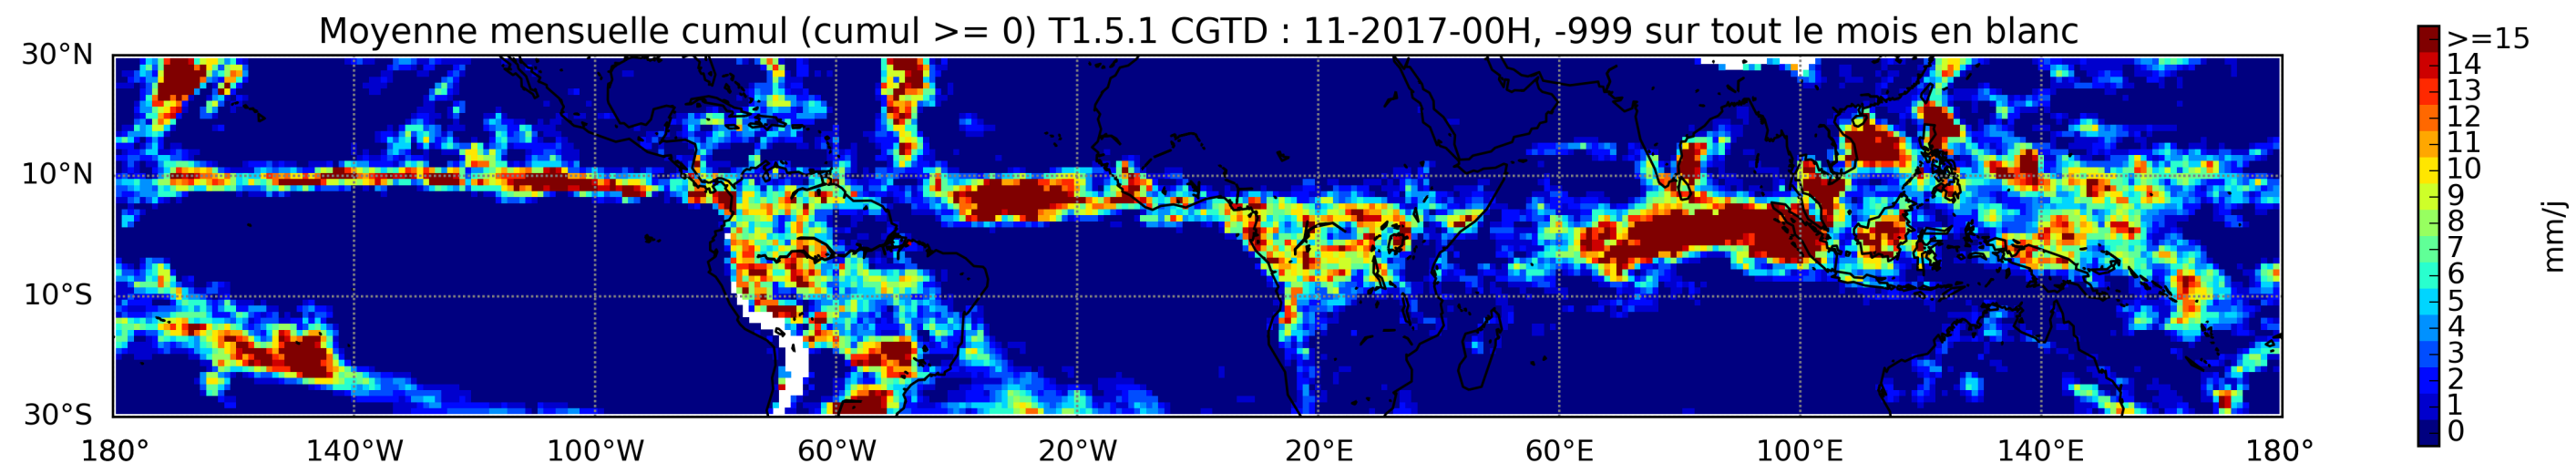 Moyenne mensuelle cumul (cumul >= 0) T1.5.1 CGTD : 11-2017-00H, -999 sur tout le mois en blanc
30°N
10°N
10°S
30°S
180° 140°W 100°W 60°W 20°W 20°E 60°E 100°E 140°E 180°
>=15
14
13
12
11
10
9
8
7
6
5
4
3
2
1
0
mm/j